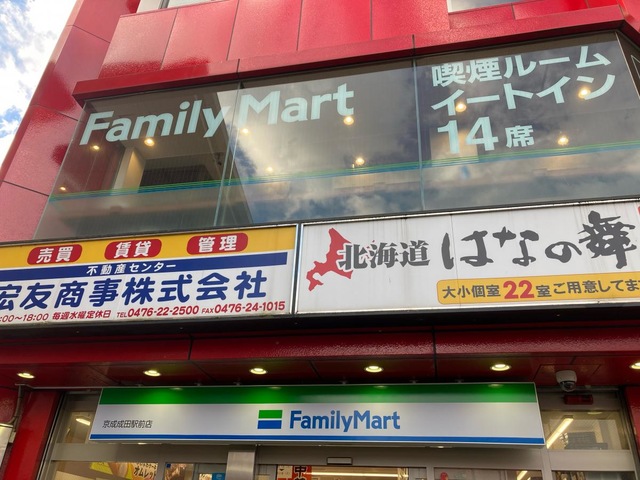 FamilyMart
喫煙ルーム
イートイン
14席
売買 賃貸 管理
不動産センター
宏友商事株式会社
:00～18:00 毎週水曜定休日 TEL0476-22-2500 FAX0476-24-1015
北海道 はなの舞
大小個室22室ご用意してま
京成成田駅前店
FamilyMart